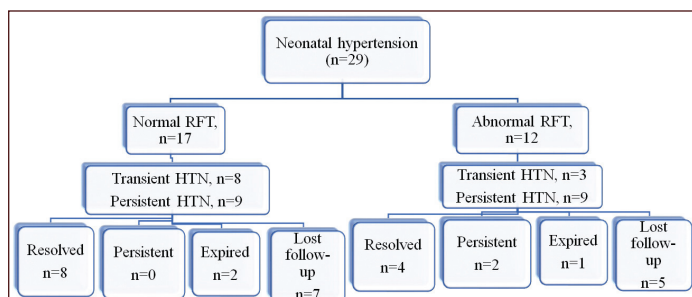 Neonatal hypertension
(n=29)
Normal RFT,
n=17
Abnormal RFT,
n=12
Transient HTN, n=8
Persistent HTN, n=9
Transient HTN, n=3
Persistent HTN, n=9
Resolved
n=8
Persistent
n=0
Expired
n=2
Lost
follow-
up
n=7
Resolved
n=4
Persistent
n=2
Expired
n=1
Lost
follow-up
n=5